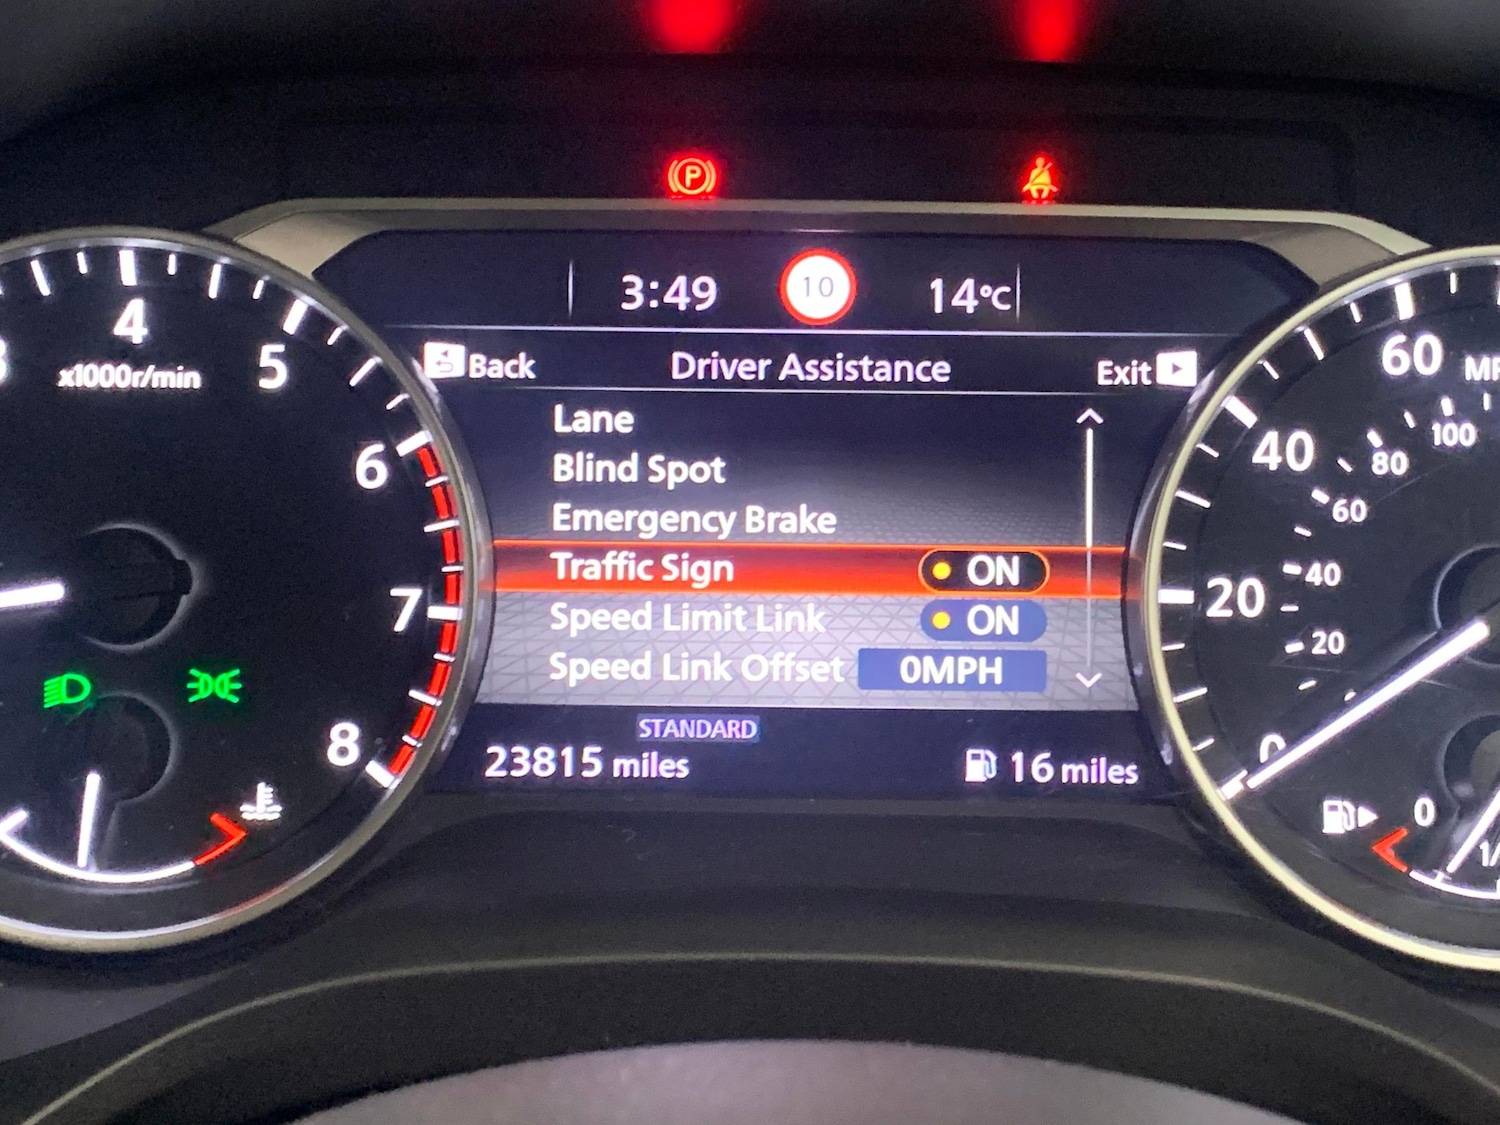 P
3:49 10 14°C
Back Driver Assistance Exit
Lane
Blind Spot
Emergency Brake
Traffic Sign ON
Speed Limit Link ON
Speed Link Offset 0MPH
STANDARD
23815 miles 16 miles
4
5
x1000r/min
6
7
8
60
40
20
0
100
80
60
40
20
0